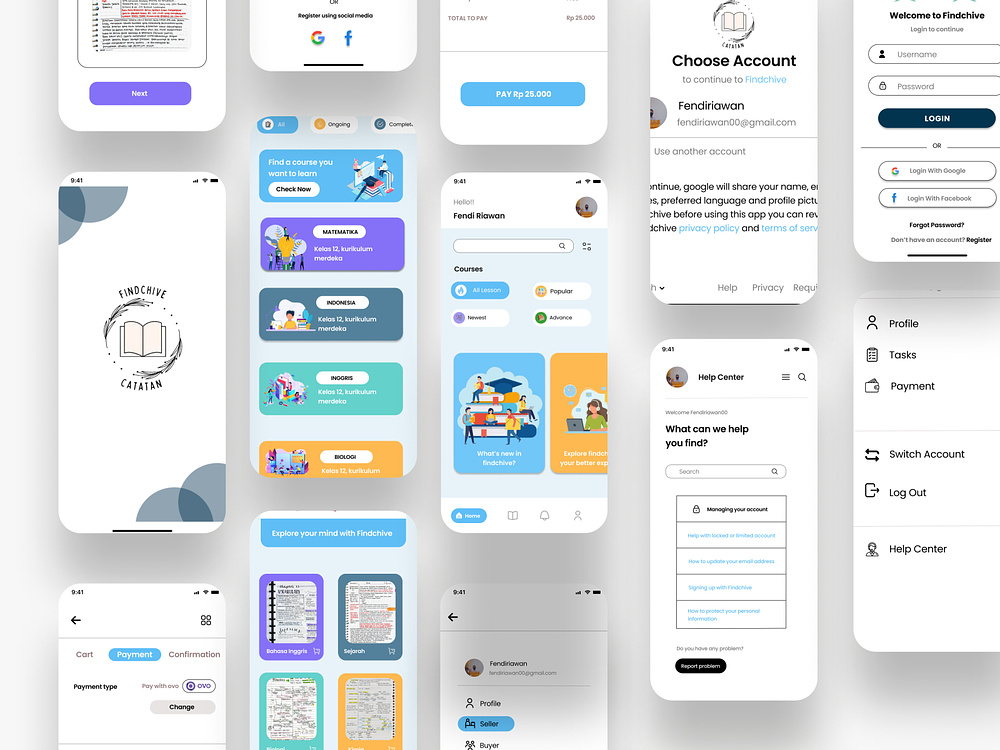 Next
9:41
FINDCHIVE
CATATAN
9:41
Cart
Payment
Confirmation
Payment type
Pay with ovo
OVO
Change
OR
Register using social media
All
Ongoing
Find a course you
want to learn
Check Now
MATEMATIKA
Kelas 12, kurikulum
merdeka
INDONESIA
Kelas 12, kurikulum
merdeka
INGGRIS
Kelas 12, kurikulum
merdeka
BIOLOGI
Kelas 12, kurikulum
Explore your mind with Findchive
Bahasa Inggris
Sejarah
TOTAL TO PAY
Rp 25.000
PAY Rp 25.000
9:41
Hello!!
Fendi Riawan
Courses
All Lesson
Popular
Newest
Advance
What's new in
findchive?
Explore findch
your better exp
Home
9:41
Fendiriawan
fendiriawan00@gmail.com
Profile
Seller
Buyer
CATATAN
Choose Account
to continue to Findchive
Fendiriawan
fendiriawan00@gmail.com
Use another account
ontinue, google will share your name, en
s, preferred language and profile pictu
chive before using this app you can rev
dchive privacy policy and terms of serv
h
Help
Privacy
Requi
9:41
Help Center
Welcome Fendiriawan00
What can we help
you find?
Search
Managing your account
Help with locked or limited account
How to update your email address
Signing up with Findchive
How to protect your personal
information
Do you have any problem?
Report problem
Welcome to Findchive
Login to continue
Username
Password
LOGIN
OR
Login With Google
Login With Facebook
Forgot Password?
Don't have an account? Register
Profile
Tasks
Payment
Switch Account
Log Out
Help Center